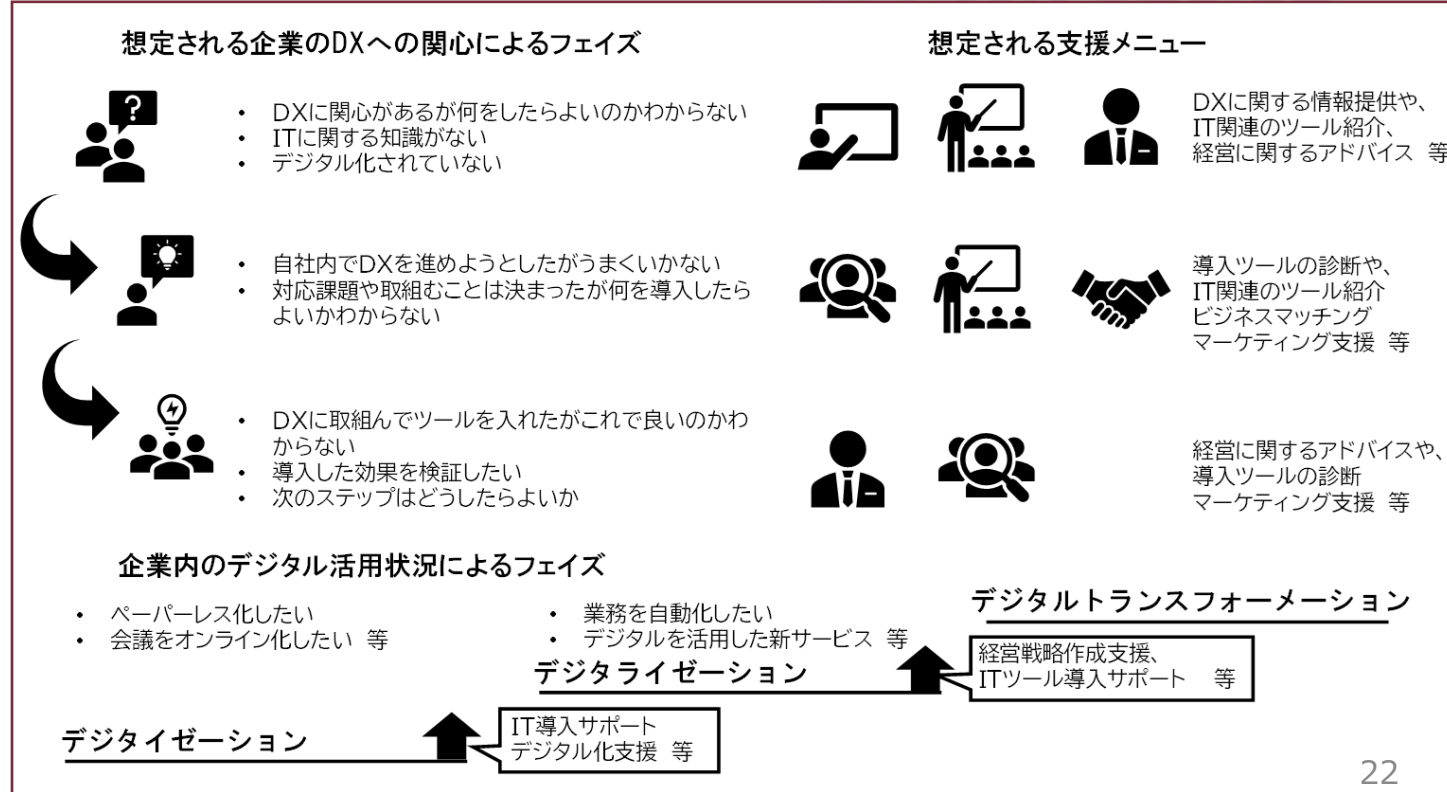 想定される企業のDXへの関心によるフェイズ
想定される支援メニュー
?
• DXに関心があるが何をしたらよいのかわからない
• ITに関する知識がない
• デジタル化されていない
DXに関する情報提供や、
IT関連のツール紹介、
経営に関するアドバイス 等
• 自社内でDXを進めようとしたがうまくいかない
• 対応課題や取組むことは決まったが何を導入したら
よいかわからない
導入ツールの診断や、
IT関連のツール紹介
ビジネスマッチング
マーケティング支援 等
• DXに取組んでツールを入れたがこれで良いのかわ
からない
• 導入した効果を検証したい
• 次のステップはどうしたらよいか
経営に関するアドバイスや、
導入ツールの診断
マーケティング支援 等
企業内のデジタル活用状況によるフェイズ
• ペーパーレス化したい
• 会議をオンライン化したい 等
• 業務を自動化したい
• デジタルを活用した新サービス 等
デジタルトランスフォーメーション
経営戦略作成支援、
ITツール導入サポート 等
デジタライゼーション
IT導入サポート
デジタル化支援 等
デジタイゼーション
22